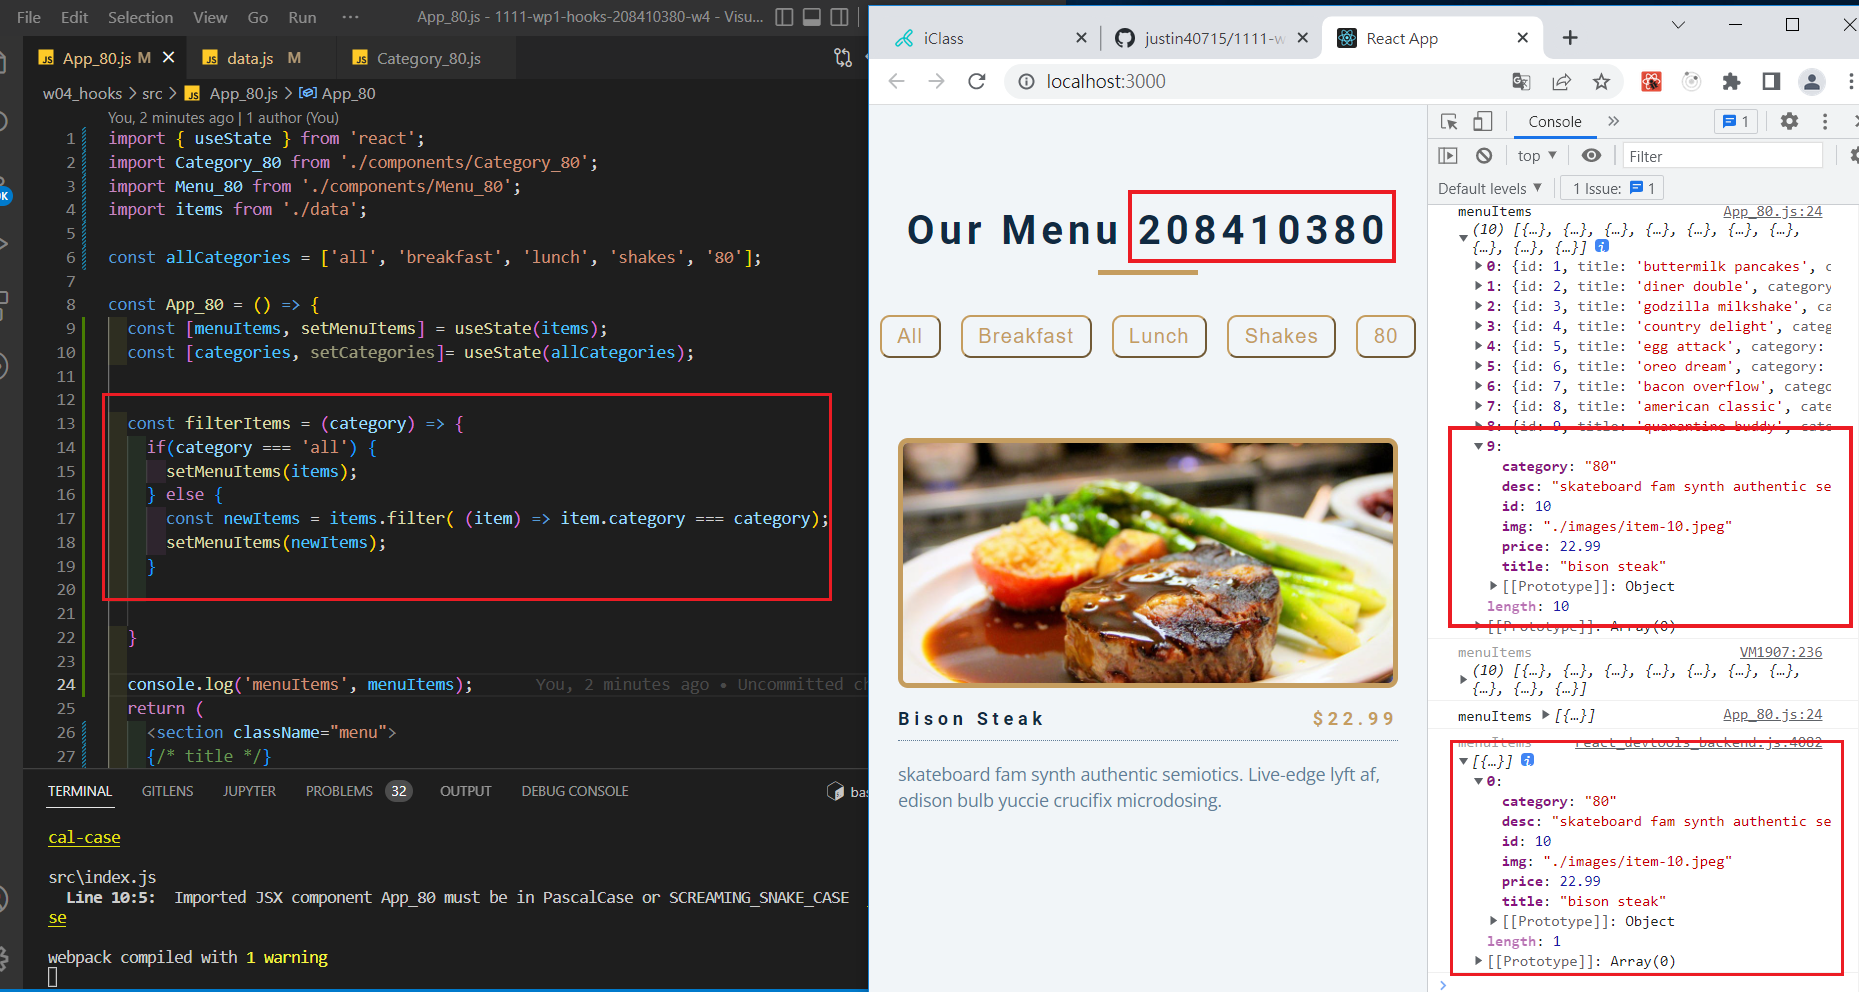 File Edit Selection View Go Run ··· App_80.js - 1111-wp1-hooks-208410380-w4 - Visu...
App_80.js M data.js M Category_80.js
w04_hooks > src > App_80.js > App_80
You, 2 minutes ago | 1 author (You)
1 import { useState } from 'react';
2 import Category_80 from './components/Category_80';
3 import Menu_80 from './components/Menu_80';
4 import items from './data';
5
6 const allCategories = ['all', 'breakfast', 'lunch', 'shakes', '80'];
7
8 const App_80 = () => {
9 const [menuItems, setMenuItems] = useState(items);
10 const [categories, setCategories]= useState(allCategories);
11
12
13 const filterItems = (category) => {
14 if(category === 'all') {
15 setMenuItems(items);
16 } else {
17 const newItems = items.filter( (item) => item.category === category);
18 setMenuItems(newItems);
19 }
20
21
22 }
23
24 console.log('menuItems', menuItems); You, 2 minutes ago • Uncommitted ch
25 return (
26 <section className="menu">
27 {/* title */}
TERMINAL GITLENS JUPYTER PROBLEMS 32 OUTPUT DEBUG CONSOLE bas
cal-case
src\index.js
Line 10:5: Imported JSX component App_80 must be in PascalCase or SCREAMING_SNAKE_CASE
se
webpack compiled with 1 warning
iClass justin40715/1111-w React App
localhost:3000
Our Menu 208410380
All Breakfast Lunch Shakes 80
Bison Steak $22.99
skateboard fam synth authentic semiotics. Live-edge lyft af,
edison bulb yuccie crucifix microdosing.
Console 1
top Filter
Default levels 1 Issue: 1
menuItems App_80.js:24
(10) [{…}, {…}, {…}, {…}, {…}, {…}, {…},
{…}, {…}, {…}]
0: {id: 1, title: 'buttermilk pancakes', c
1: {id: 2, title: 'diner double', category
2: {id: 3, title: 'godzilla milkshake', ca
3: {id: 4, title: 'country delight', categ
4: {id: 5, title: 'egg attack', category:
5: {id: 6, title: 'oreo dream', category:
6: {id: 7, title: 'bacon overflow', catego
7: {id: 8, title: 'american classic', cate
8: {id: 9, title: 'quarantine buddy', cate
9:
category: "80"
desc: "skateboard fam synth authentic se
id: 10
img: "./images/item-10.jpeg"
price: 22.99
title: "bison steak"
[[Prototype]]: Object
length: 10
[[Prototype]]: Array(0)
menuItems VM1907:236
(10) [{…}, {…}, {…}, {…}, {…}, {…}, {…},
{…}, {…}, {…}]
menuItems [{…}] App_80.js:24
menuItems react_devtools_backend.js:4082
[{…}]
0:
category: "80"
desc: "skateboard fam synth authentic se
id: 10
img: "./images/item-10.jpeg"
price: 22.99
title: "bison steak"
[[Prototype]]: Object
length: 1
[[Prototype]]: Array(0)